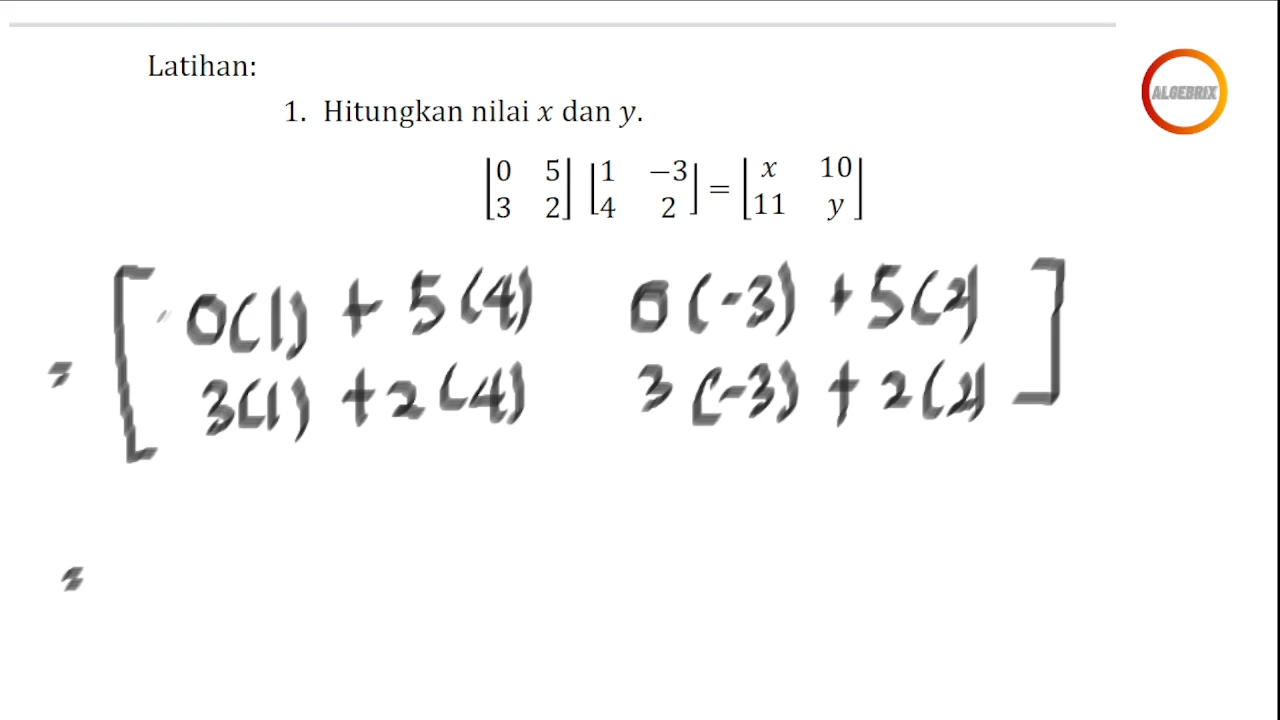 Latihan:
ALGEBRIX
1. Hitungkan nilai x dan y.
[0 5] [1 -3] = [x 10]
[3 2] [4 2] [11 y]
[0(1) + 5(4) 0(-3) + 5(2)]
= [3(1) + 2(4) 3(-3) + 2(2)]
=